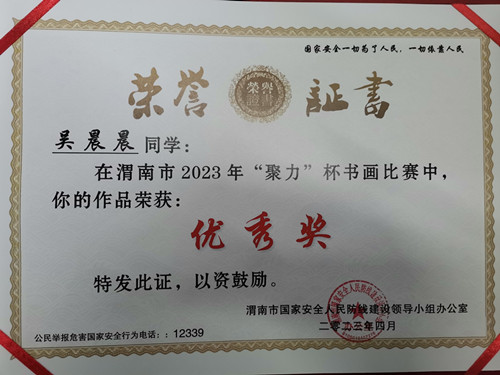 国家安全一切为了人民，一切依靠人民
荣誉 證書
吴晨晨同学：
在渭南市2023年“聚力”杯书画比赛中，
你的作品荣获：
优秀奖
特发此证，以资鼓励。
渭南市国家安全人民防线建设领导小组办公室
二〇二三年四月
公民举报危害国家安全行为电话：：12339